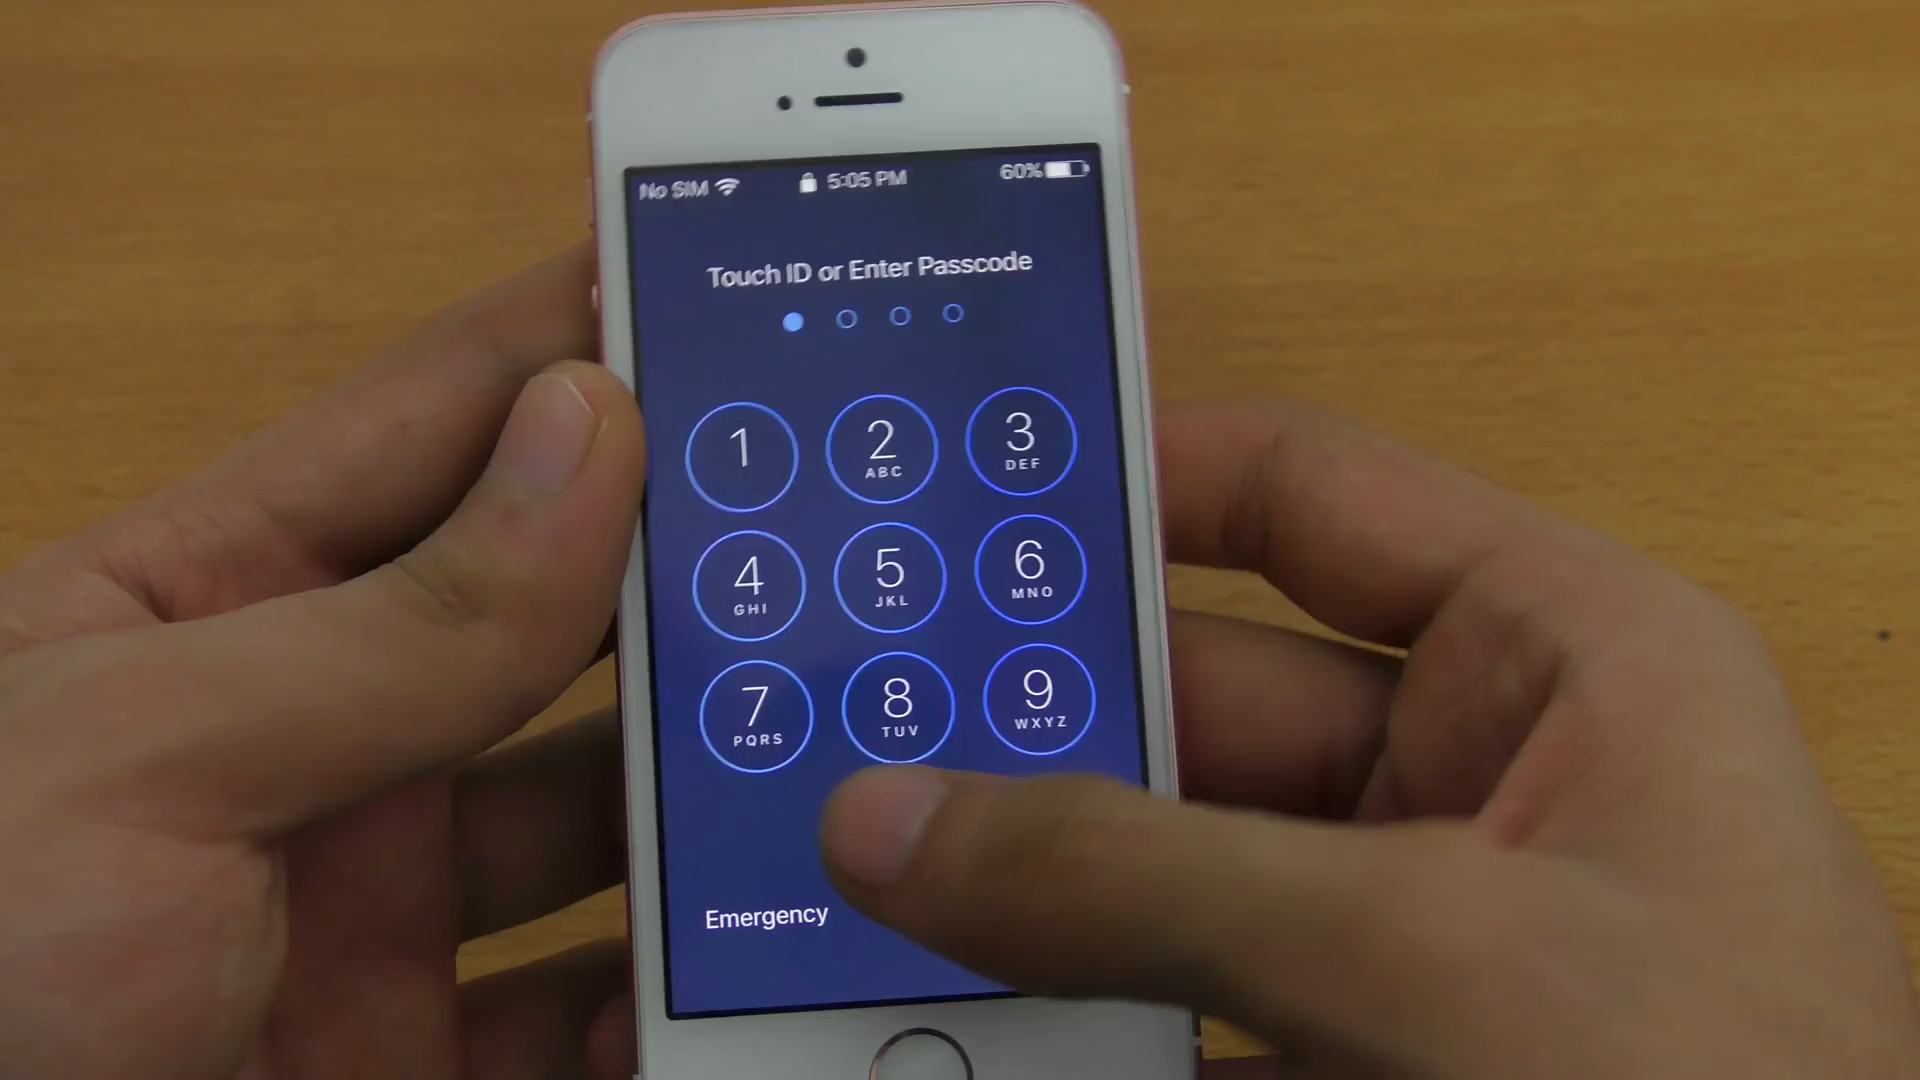 No SIM 5:05 PM 60%
Touch ID or Enter Passcode
1 2 3
ABC DEF
4 5 6
GHI JKL MNO
7 8 9
PQRS TUV WXYZ
Emergency